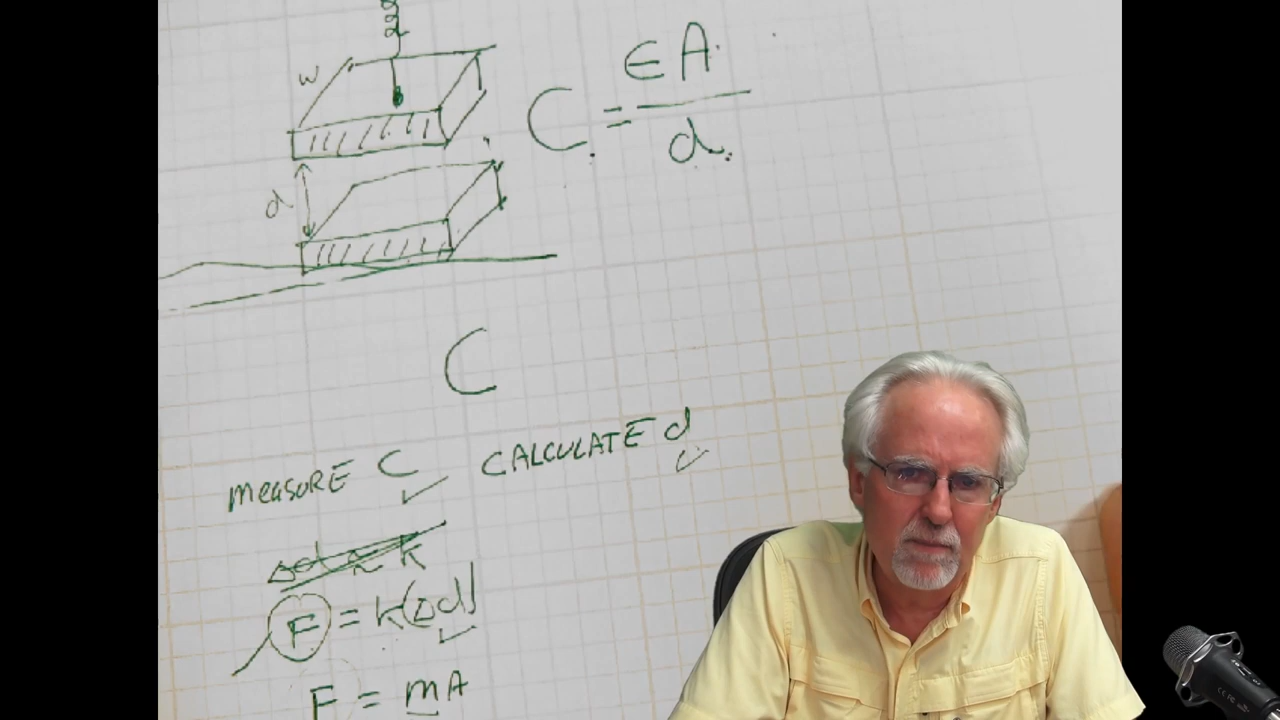 w
C = ϵA / d
d
C
MEASURE C CALCULATE d
F = k(Δd)
F = mA